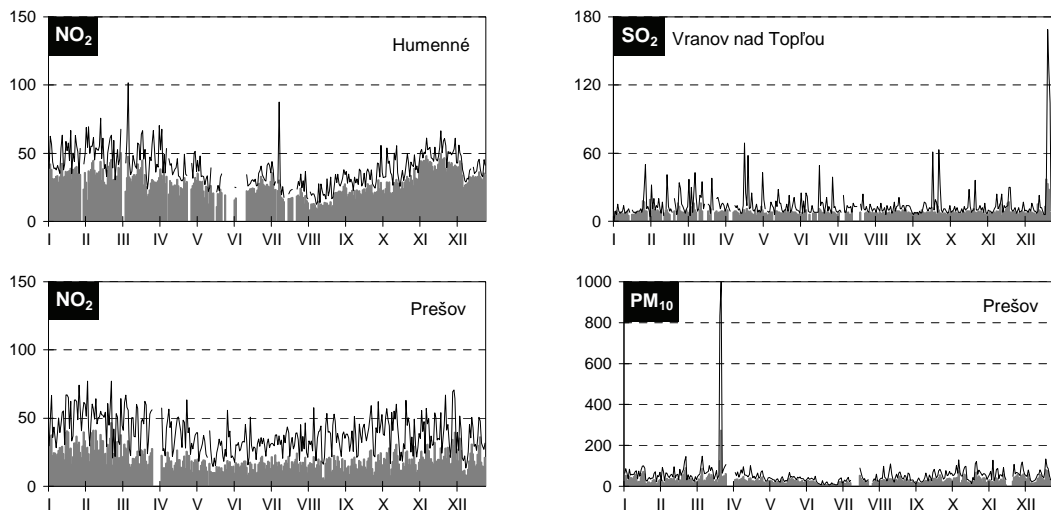 NO2
Humenné
150
100
50
0
I II III IV V VI VII VIII IX X XI XII
SO2
Vranov nad Topľou
180
120
60
0
I II III IV V VI VII VIII IX X XI XII
NO2
Prešov
150
100
50
0
I II III IV V VI VII VIII IX X XI XII
PM10
Prešov
1000
800
600
400
200
0
I II III IV V VI VII VIII IX X XI XII